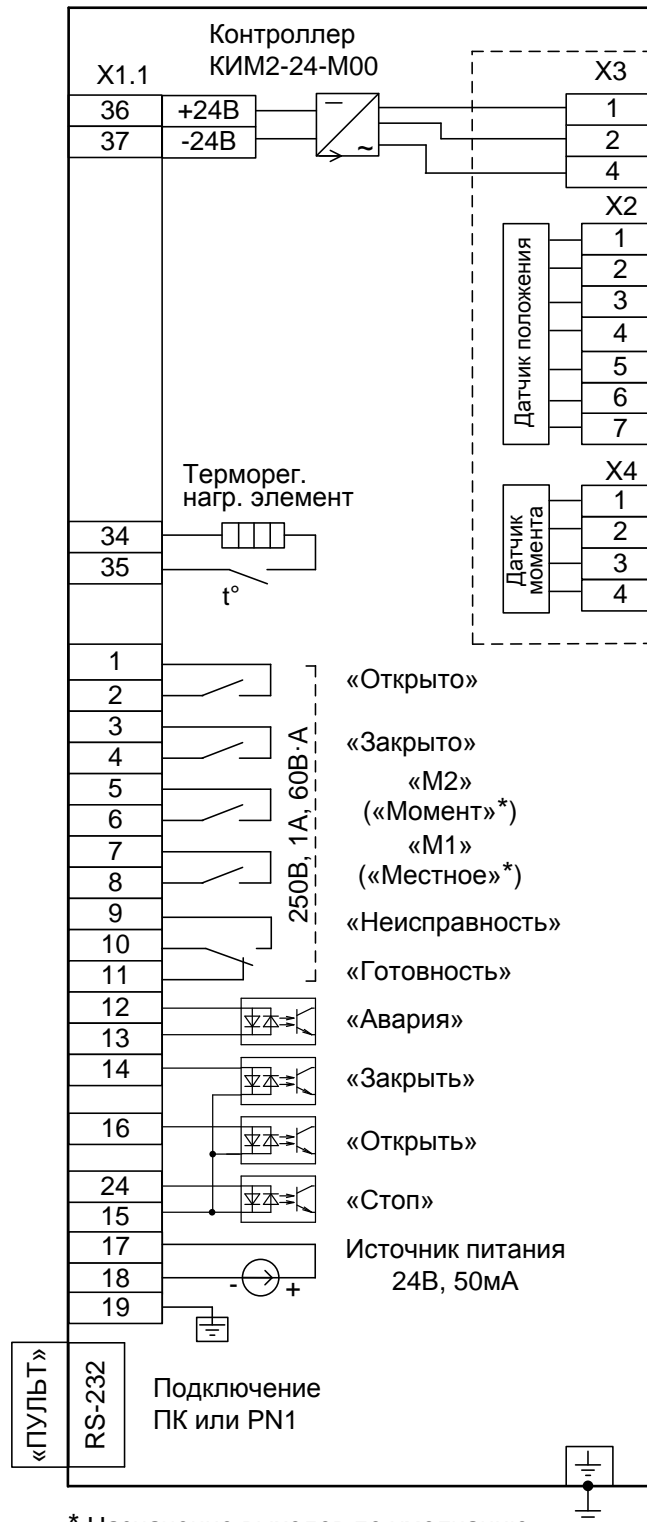 Контроллер
КИМ2-24-М00
X1.1
X3
36 +24В
37 -24В
1
2
4
X2
Датчик положения
1
2
3
4
5
6
7
Терморег.
нагр. элемент
34
35
t°
X4
Датчик
момента
1
2
3
4
1
2
«Открыто»
3
4
«Закрыто»
5
6
«М2»
(«Момент»*)
7
8
«М1»
(«Местное»*)
250В, 1А, 60В·А
9
«Неисправность»
10
11
«Готовность»
12
13
«Авария»
14
«Закрыть»
16
«Открыть»
24
15
«Стоп»
17
18
19
- +
Источник питания
24В, 50мА
«ПУЛЬТ»
RS-232
Подключение
ПК или PN1